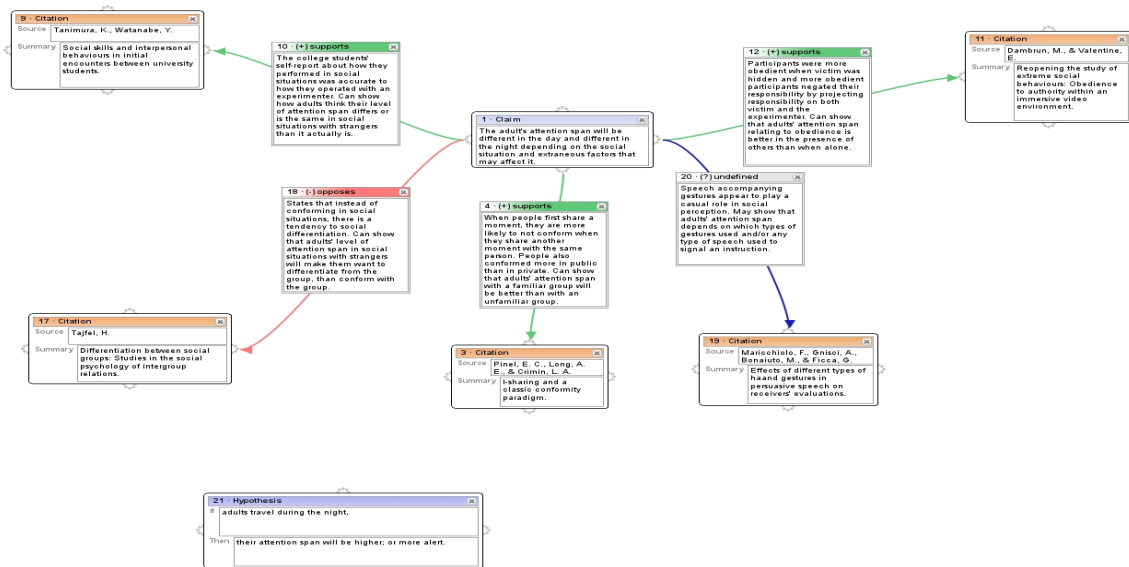 9 · Citation
Source Tanimura, K., Watanabe, Y.
Summary Social skills and interpersonal
behaviours in initial
encounters between university
students.
10 · (+) supports
The college students'
self-report about how they
performed in social
situations was accurate to
how they operated with an
experimenter. Can show
how adults think their level
of attention span differs or
is the same in social
situations with strangers
than it actually is.
1 · Claim
The adult's attention span will be
different in the day and different in
the night depending on the social
situation and extraneous factors that
may affect it.
12 · (+) supports
Participants were more
obedient when victim was
hidden and more obedient
participants negated their
responsibility by projecting
responsibility on both
victim and the
experimenter. Can show
that adults' attention span
relating to obedience is
better in the presence of
others than when alone.
11 · Citation
Source Dambrun, M., & Valentine,
E.
Summary Reopening the study of
extreme social
behaviours: Obedience
to authority within an
immersive video
environment.
18 · (-) opposes
States that instead of
conforming in social
situations, there is a
tendency to social
differentiation. Can show
that adults' level of
attention span in social
situations with strangers
will make them want to
differentiate from the
group, than conform with
the group.
4 · (+) supports
When people first share a
moment, they are more
likely to not conform when
they share another
moment with the same
person. People also
conformed more in public
than in private. Can show
that adults' attention span
with a familiar group will
be better than with an
unfamiliar group.
20 · (?) undefined
Speech accompanying
gestures appear to play a
casual role in social
perception. May show that
adults' attention span
depends on which types of
gestures used and/or any
type of speech used to
signal an instruction.
17 · Citation
Source Tajfel, H.
Summary Differentiation between social
groups: Studies in the social
psychology of intergroup
relations.
3 · Citation
Source Pinel, E. C., Long, A.
E., & Crimin, L. A.
Summary I-sharing and a
classic conformity
paradigm.
19 · Citation
Source Maricchiolo, F., Gnisci, A.,
Bonaiuto, M., & Ficca, G.
Summary Effects of different types of
haand gestures in
persuasive speech on
receivers' evaluations.
21 · Hypothesis
If adults travel during the night,
Then their attention span will be higher; or more alert.